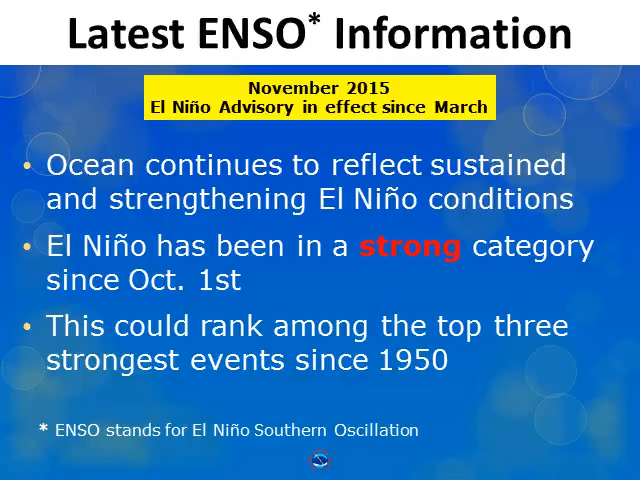 Latest ENSO* Information
November 2015
El Niño Advisory in effect since March
• Ocean continues to reflect sustained
and strengthening El Niño conditions
• El Niño has been in a strong category
since Oct. 1st
• This could rank among the top three
strongest events since 1950
* ENSO stands for El Niño Southern Oscillation